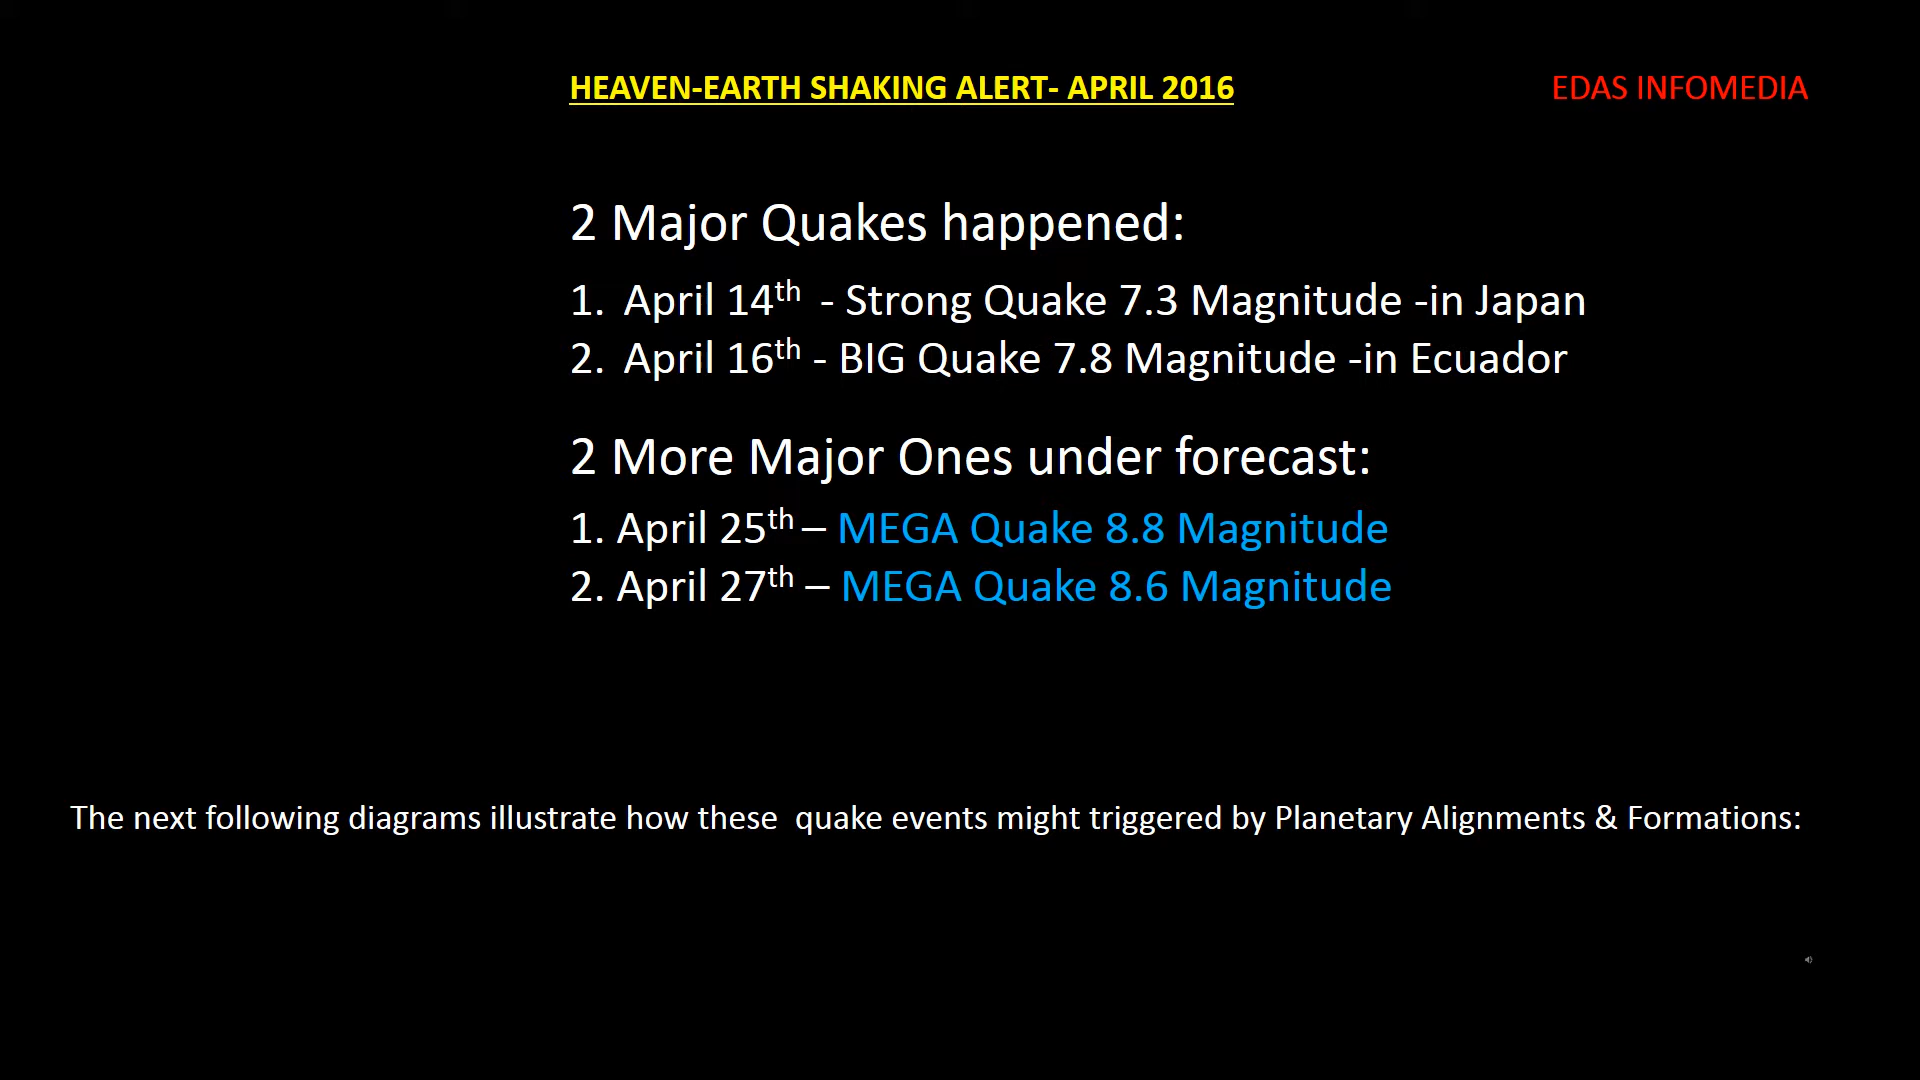 HEAVEN-EARTH SHAKING ALERT- APRIL 2016
EDAS INFOMEDIA
2 Major Quakes happened:
1. April 14th - Strong Quake 7.3 Magnitude -in Japan
2. April 16th - BIG Quake 7.8 Magnitude -in Ecuador
2 More Major Ones under forecast:
1. April 25th – MEGA Quake 8.8 Magnitude
2. April 27th – MEGA Quake 8.6 Magnitude
The next following diagrams illustrate how these quake events might triggered by Planetary Alignments & Formations: